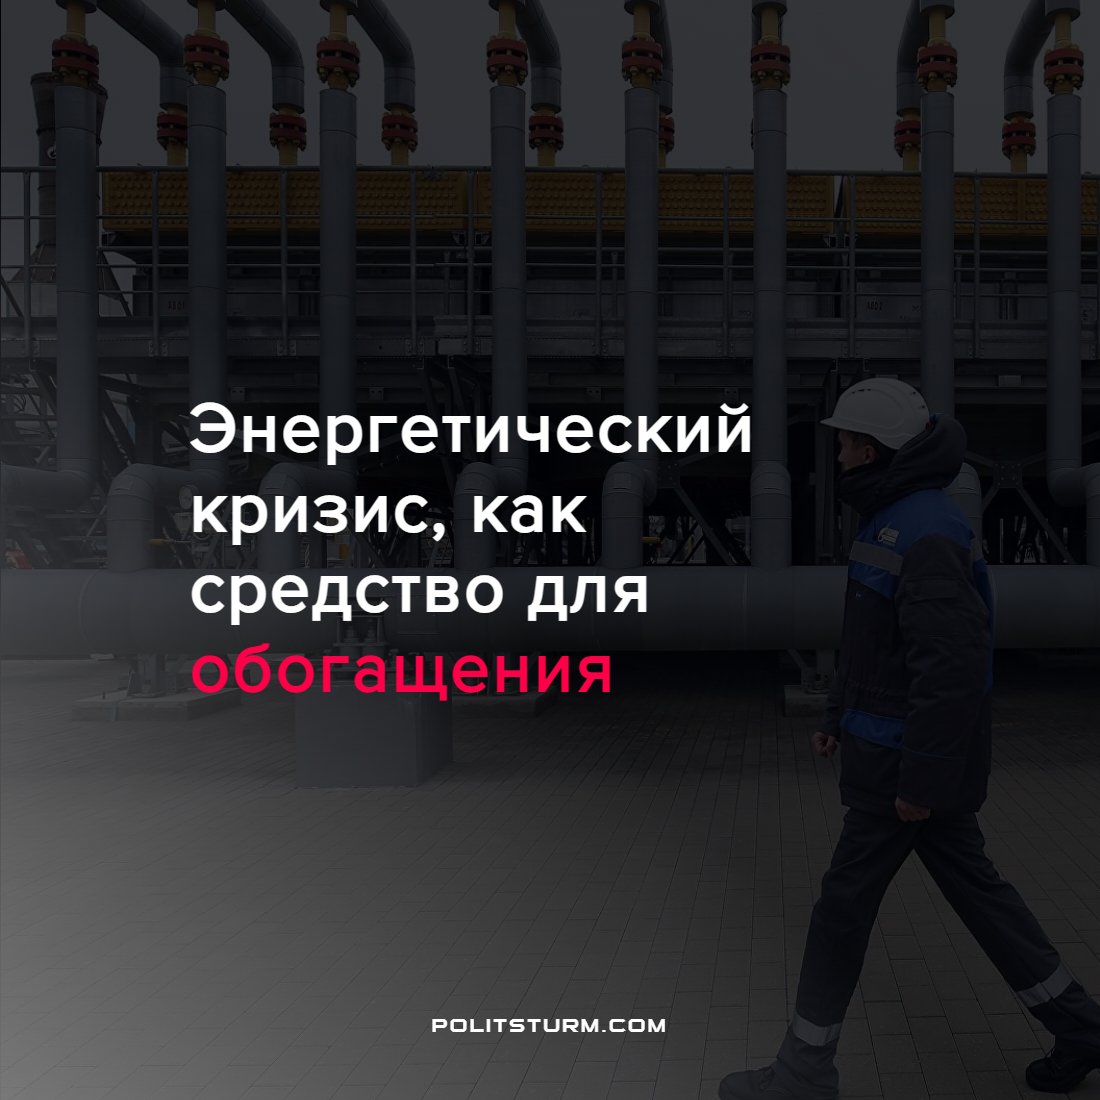 Энергетический
кризис, как
средство для
обогащения
POLITSTURM.COM